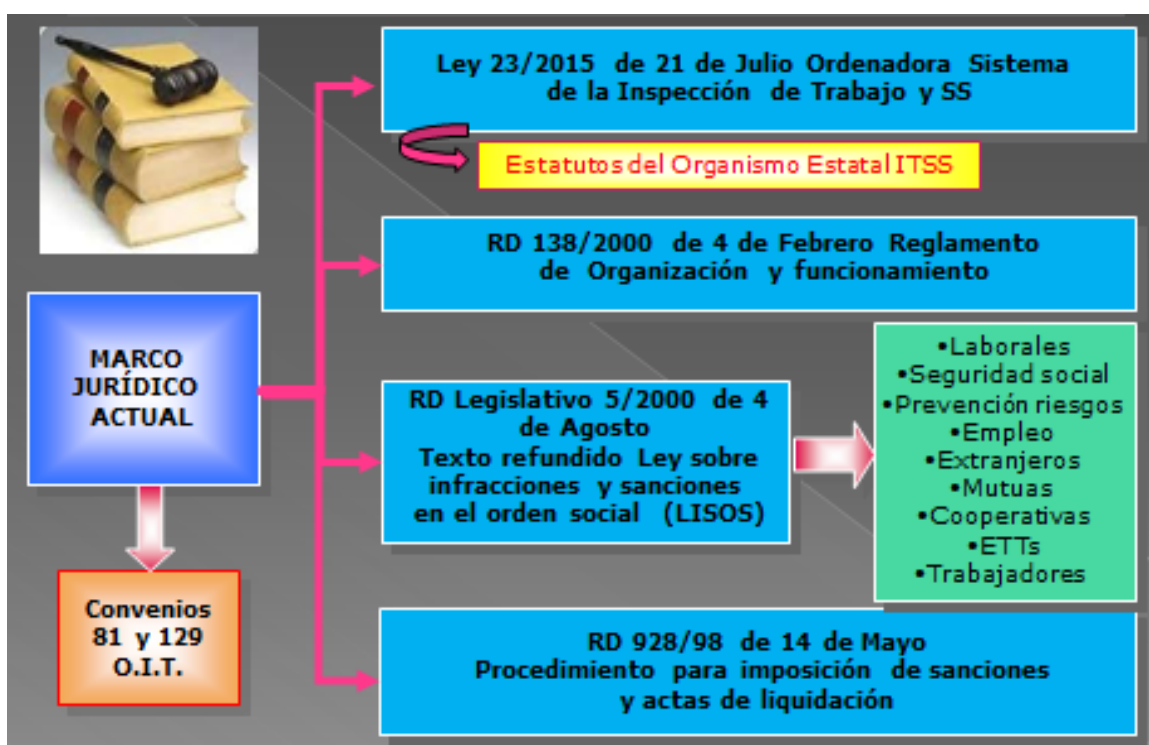 Ley 23/2015 de 21 de Julio Ordenadora Sistema
de la Inspección de Trabajo y SS
Estatutos del Organismo Estatal ITSS
RD 138/2000 de 4 de Febrero Reglamento
de Organización y funcionamiento
MARCO
JURÍDICO
ACTUAL
RD Legislativo 5/2000 de 4
de Agosto
Texto refundido Ley sobre
infracciones y sanciones
en el orden social (LISOS)
•Laborales
•Seguridad social
•Prevención riesgos
•Empleo
•Extranjeros
•Mutuas
•Cooperativas
•ETTs
•Trabajadores
Convenios
81 y 129
O.I.T.
RD 928/98 de 14 de Mayo
Procedimiento para imposición de sanciones
y actas de liquidación